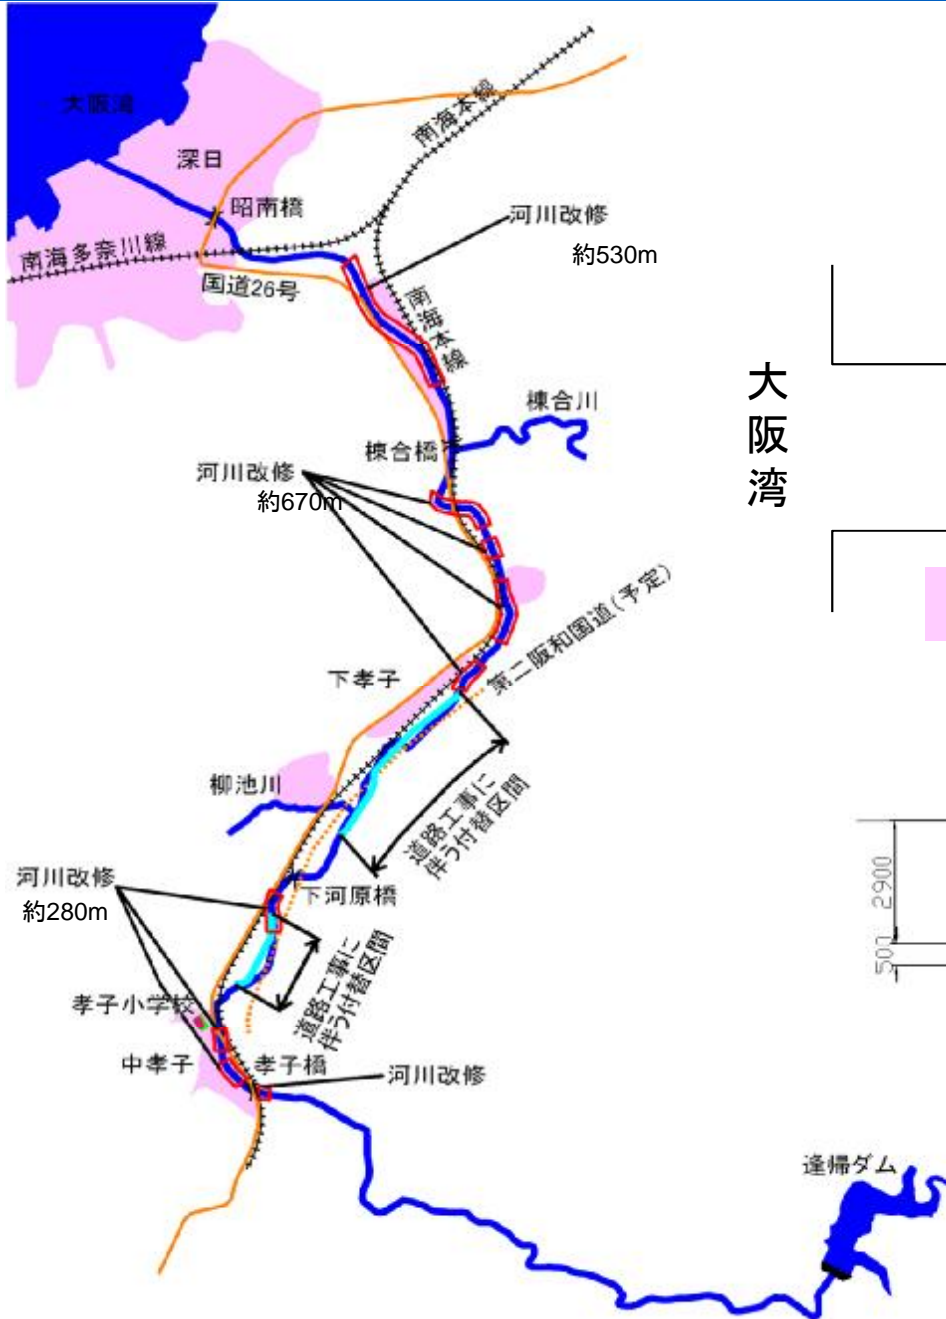 大阪湾
深日
昭南橋
南海本線
南海多奈川線
国道26号
河川改修
約530m
南海本線
大阪湾
棟合川
棟合橋
河川改修
約670m
第二阪和国道(予定)
下孝子
柳池川
道路工事に
伴う付替区間
2900
500
河川改修
約280m
下河原橋
道路工事に
伴う付替区間
孝子小学校
中孝子
孝子橋
河川改修
逢帰ダム